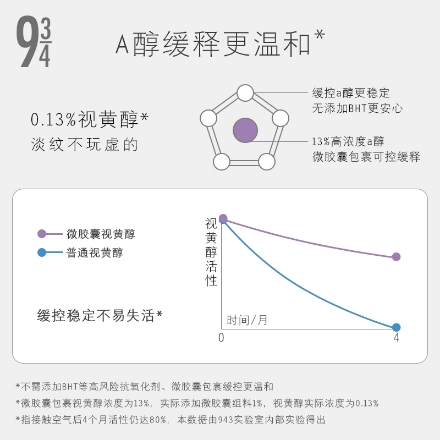 9 3/4
A醇缓释更温和*
0.13%视黄醇*
淡纹不玩虚的
缓控a醇更稳定
无添加BHT更安心
13%高浓度a醇
微胶囊包裹可控缓释
微胶囊视黄醇
普通视黄醇
缓控稳定不易失活*
视黄醇活性
时间/月
0
4
*不需添加BHT等高风险抗氧化剂、微胶囊包裹缓控更温和
*微胶囊包裹视黄醇浓度为13%，实际添加微胶囊组料1%，视黄醇实际浓度为0.13%
*指接触空气后4个月活性仍达80%，本数据由943实验室内部实验得出